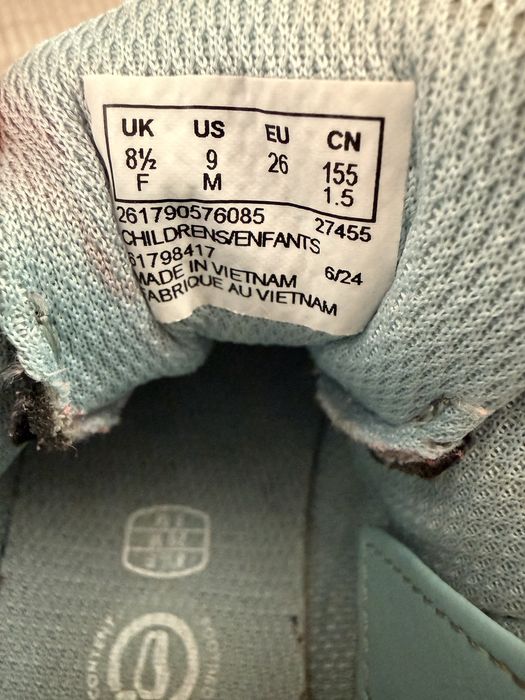 UK US EU CN
8½ 9 26 155
F M 1.5
261790576085 27455
CHILDRENS/ENFANTS
61798417
MADE IN VIETNAM 6/24
FABRIQUE AU VIETNAM
CONTENT